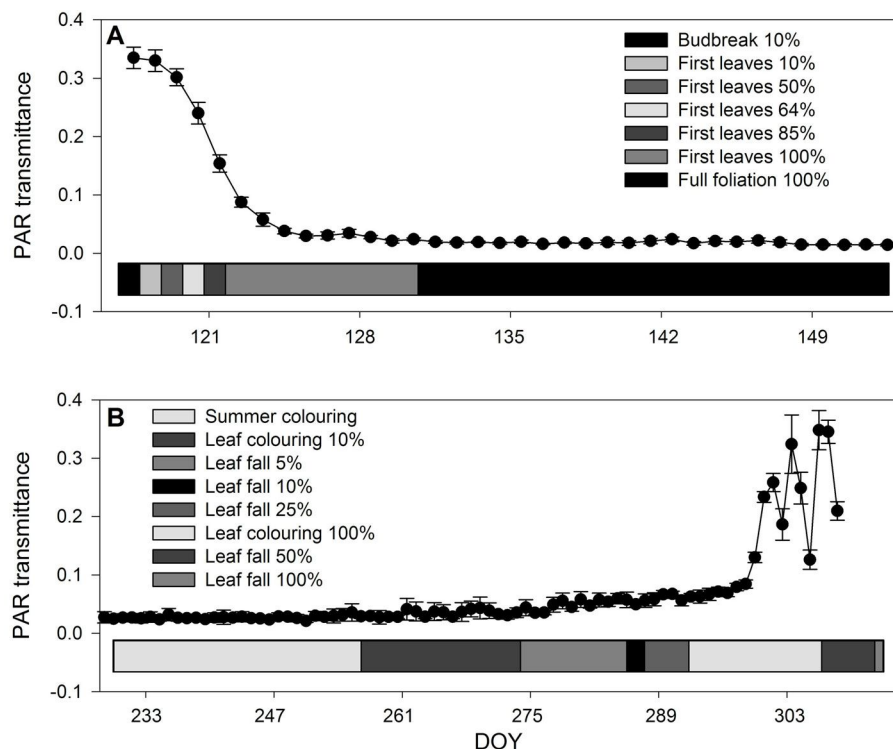 A
PAR transmittance
0.4
0.3
0.2
0.1
0.0
-0.1
Budbreak 10%
First leaves 10%
First leaves 50%
First leaves 64%
First leaves 85%
First leaves 100%
Full foliation 100%
121 128 135 142 149
B
PAR transmittance
0.4
0.3
0.2
0.1
0.0
-0.1
Summer colouring
Leaf colouring 10%
Leaf fall 5%
Leaf fall 10%
Leaf fall 25%
Leaf colouring 100%
Leaf fall 50%
Leaf fall 100%
233 247 261 275 289 303
DOY